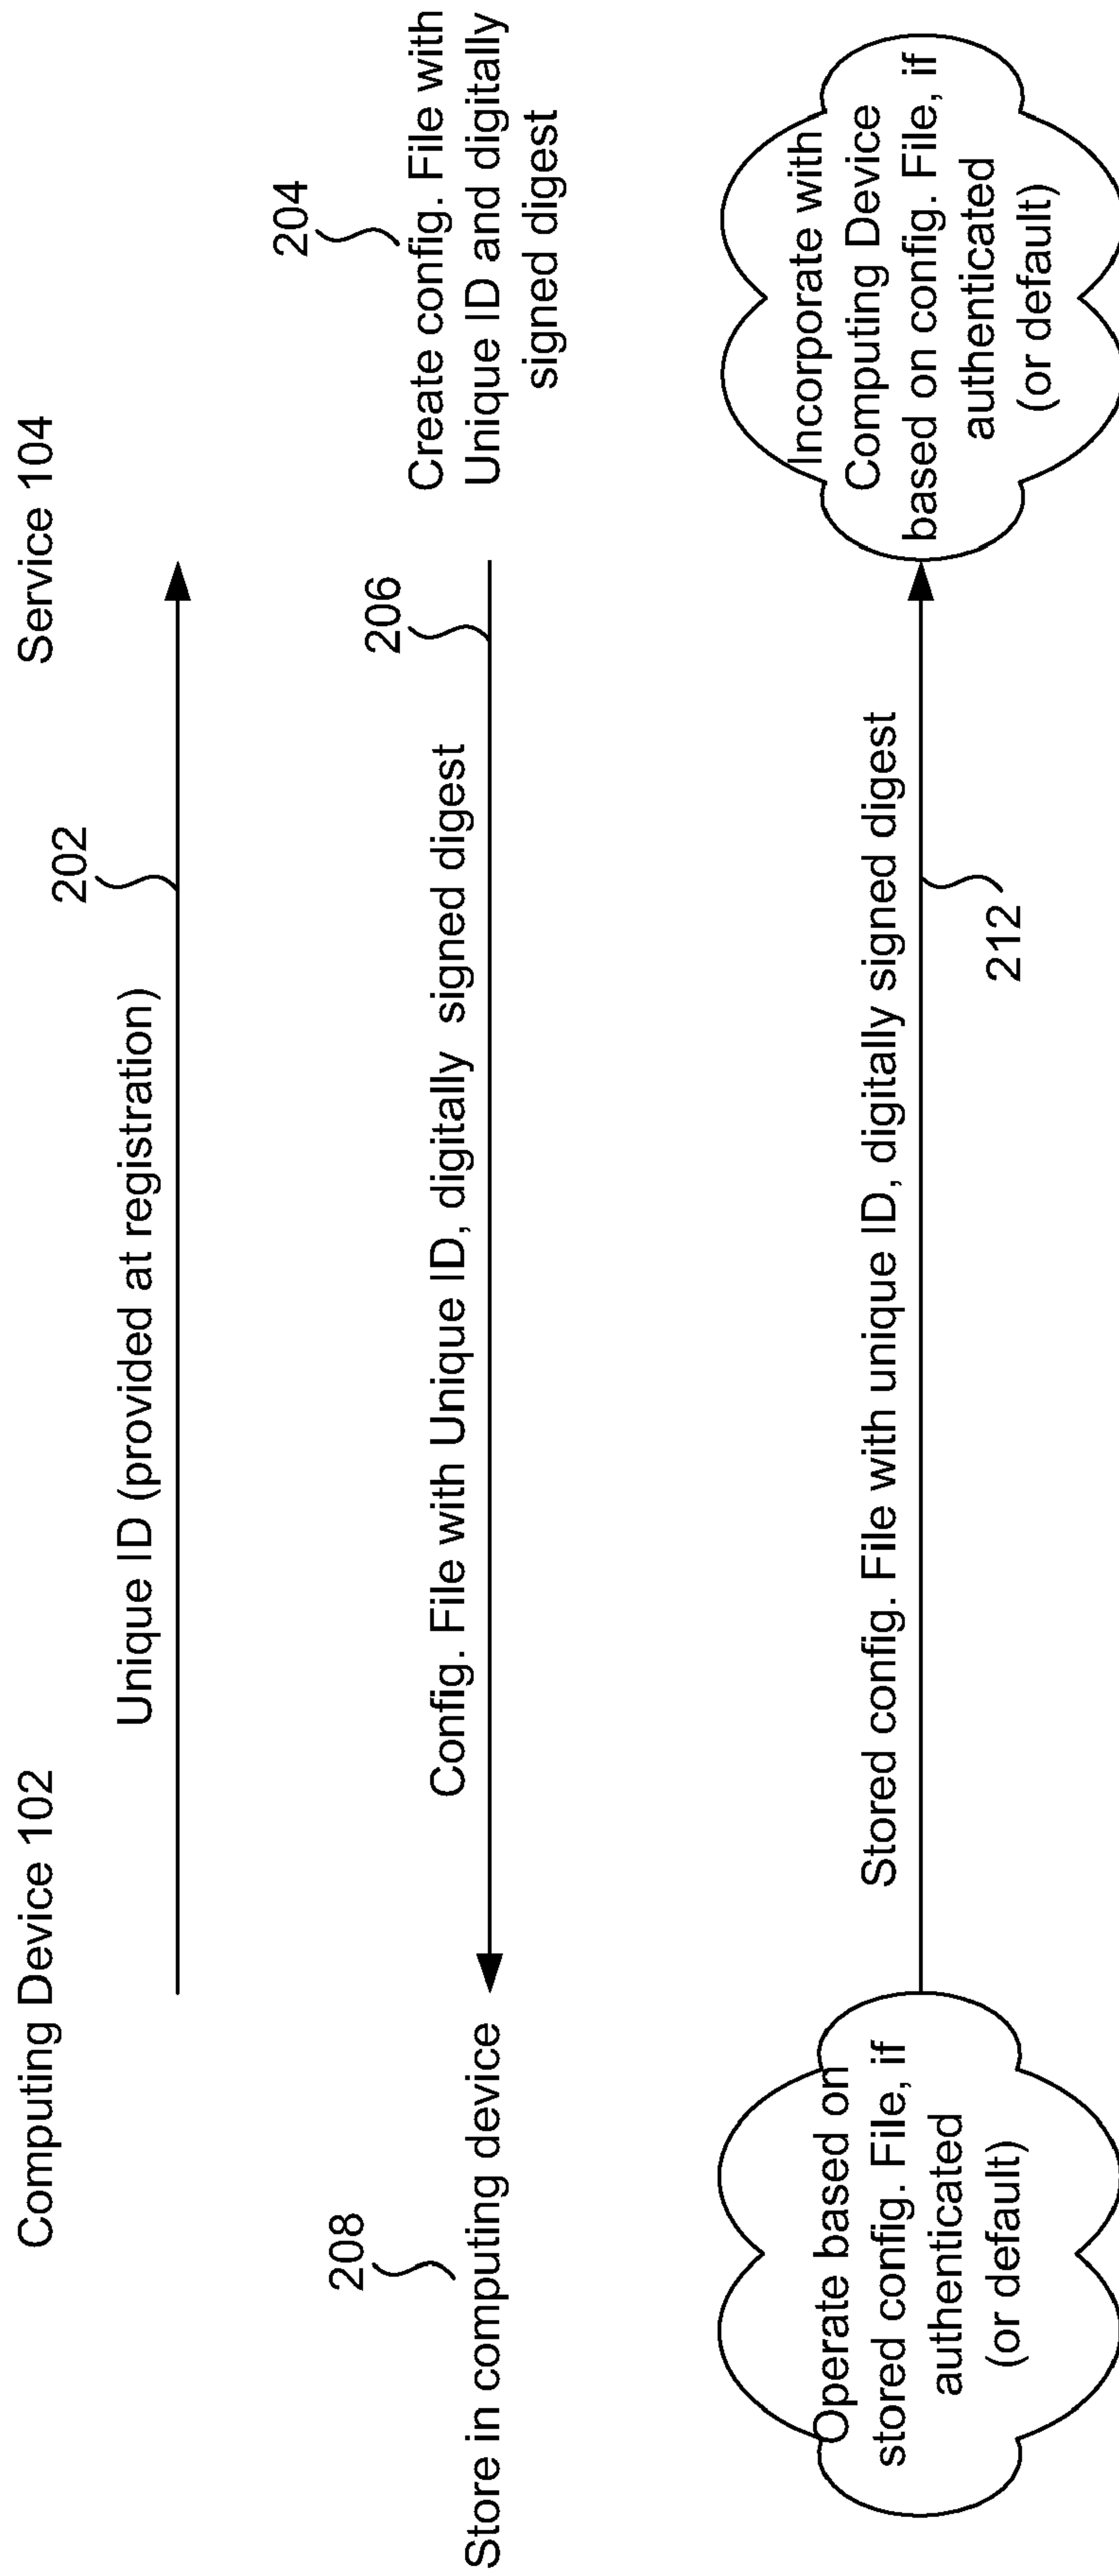 Computing Device 102
Service 104
202
Unique ID (provided at registration)
204
Create config. File with
Unique ID and digitally
signed digest
206
Config. File with Unique ID, digitally signed digest
208
Store in computing device
Operate based on
stored config. File, if
authenticated
(or default)
Stored config. File with unique ID, digitally signed digest
212
Incorporate with
Computing Device
based on config. File, if
authenticated
(or default)